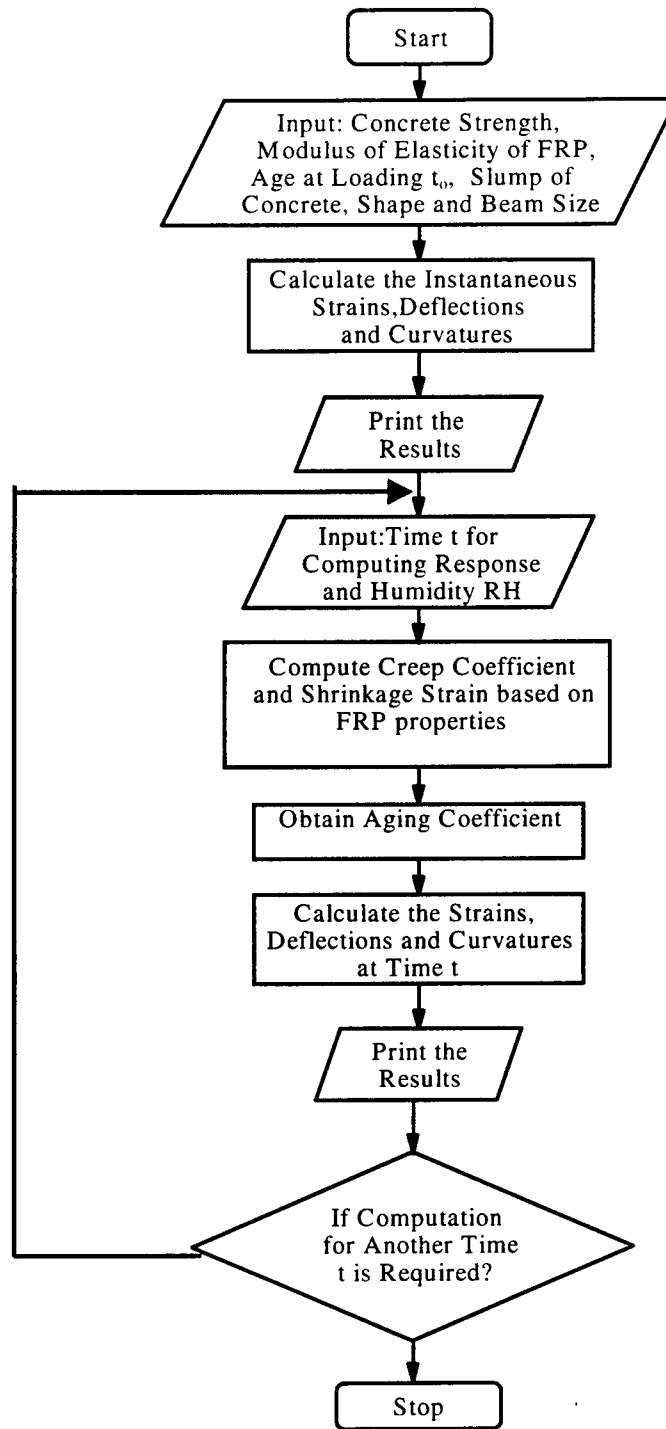 Start
Input: Concrete Strength,
Modulus of Elasticity of FRP,
Age at Loading t₀, Slump of
Concrete, Shape and Beam Size
Calculate the Instantaneous
Strains,Deflections
and Curvatures
Print the
Results
Input:Time t for
Computing Response
and Humidity RH
Compute Creep Coefficient
and Shrinkage Strain based on
FRP properties
Obtain Aging Coefficient
Calculate the Strains,
Deflections and Curvatures
at Time t
Print the
Results
If Computation
for Another Time
t is Required?
Stop